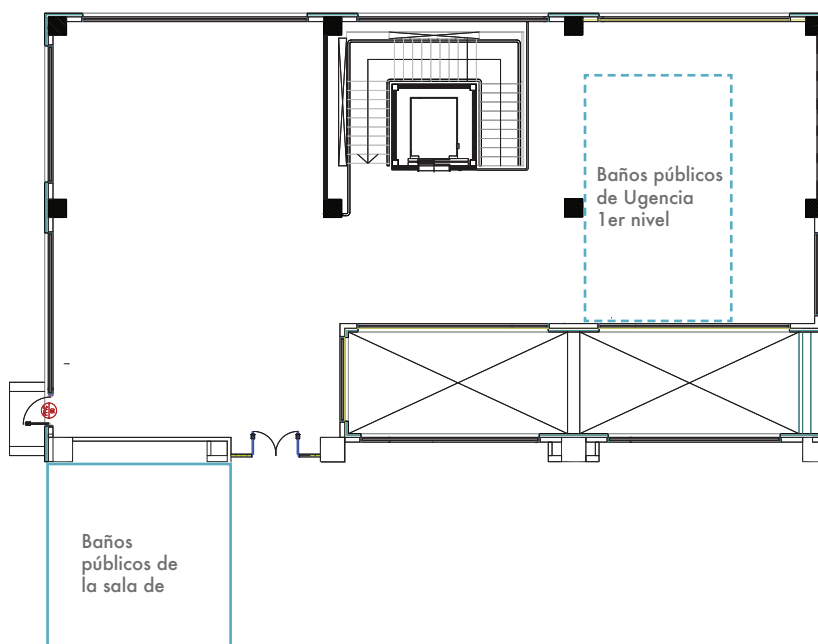 Baños públicos
de Ugencia
1er nivel
Baños
públicos de
la sala de